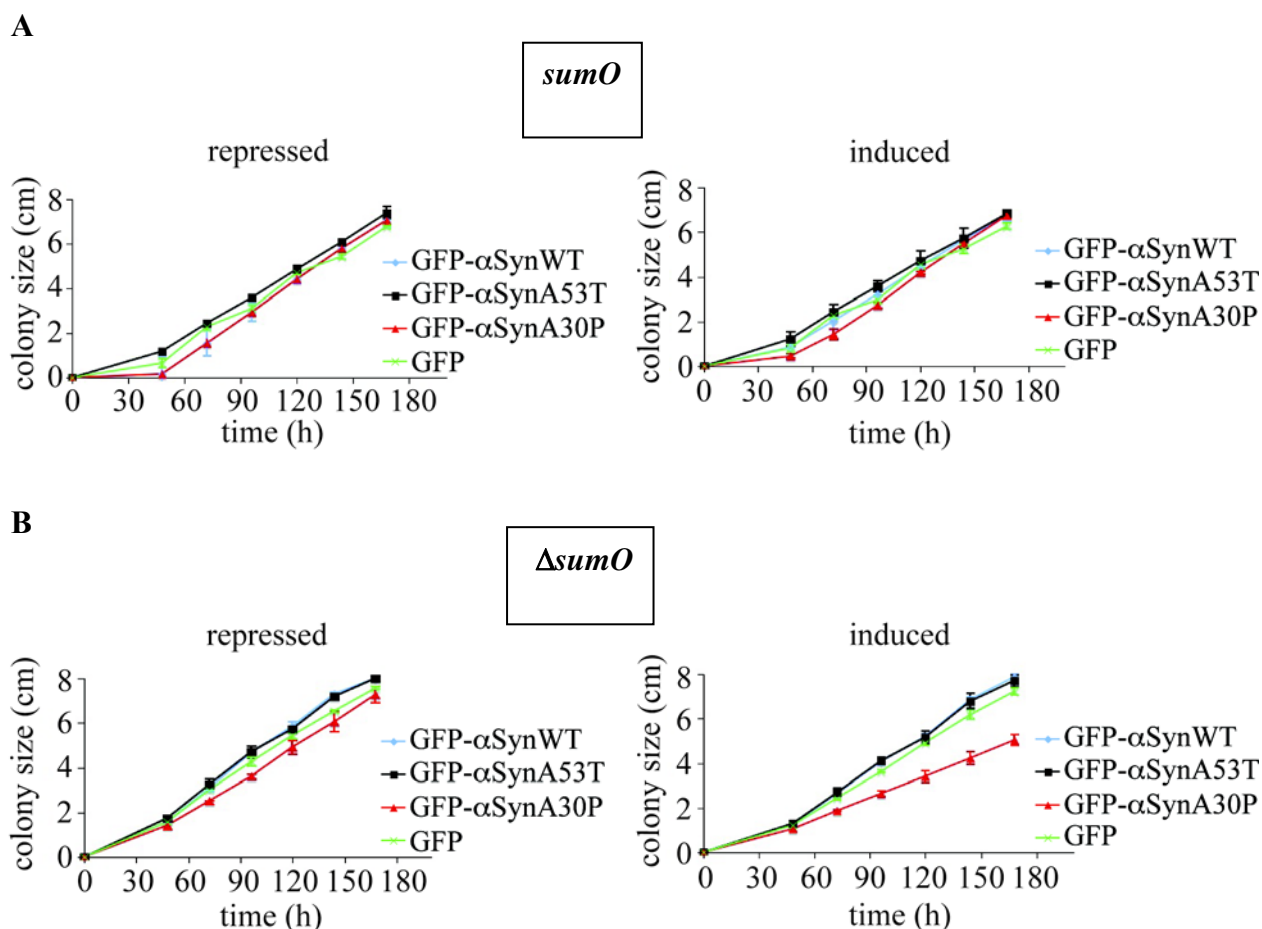 A
sumO
repressed
colony size (cm)
8
6
4
2
0
0 30 60 90 120 150 180
time (h)
GFP-αSynWT
GFP-αSynA53T
GFP-αSynA30P
GFP
induced
colony size (cm)
8
6
4
2
0
0 30 60 90 120 150 180
time (h)
GFP-αSynWT
GFP-αSynA53T
GFP-αSynA30P
GFP
B
ΔsumO
repressed
colony size (cm)
8
6
4
2
0
0 30 60 90 120 150 180
time (h)
GFP-αSynWT
GFP-αSynA53T
GFP-αSynA30P
GFP
induced
colony size (cm)
8
6
4
2
0
0 30 60 90 120 150 180
time (h)
GFP-αSynWT
GFP-αSynA53T
GFP-αSynA30P
GFP